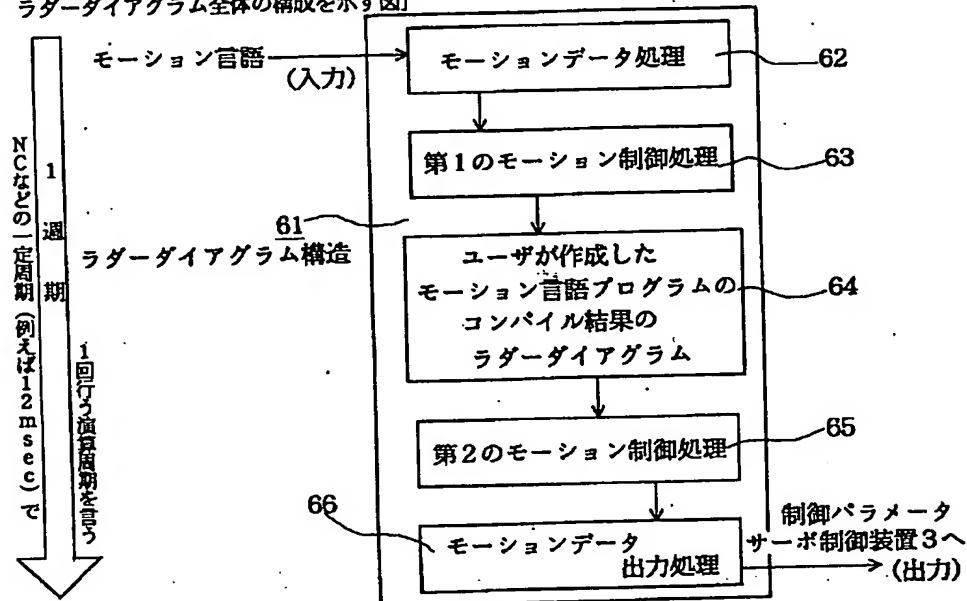 ラダーダイアグラム全体の構成を示す図」
モーション言語
(入力)
モーションデータ処理
62
第1のモーション制御処理
63
61
ラダーダイアグラム構造
ユーザが作成した
モーション言語プログラムの
コンパイル結果の
ラダーダイアグラム
64
第2のモーション制御処理
65
66
モーションデータ
出力処理
制御パラメータ
サーボ制御装置3へ
(出力)
1週期
NCなどの一定周期(例えば12msec)で
1回行う演算周期を言う